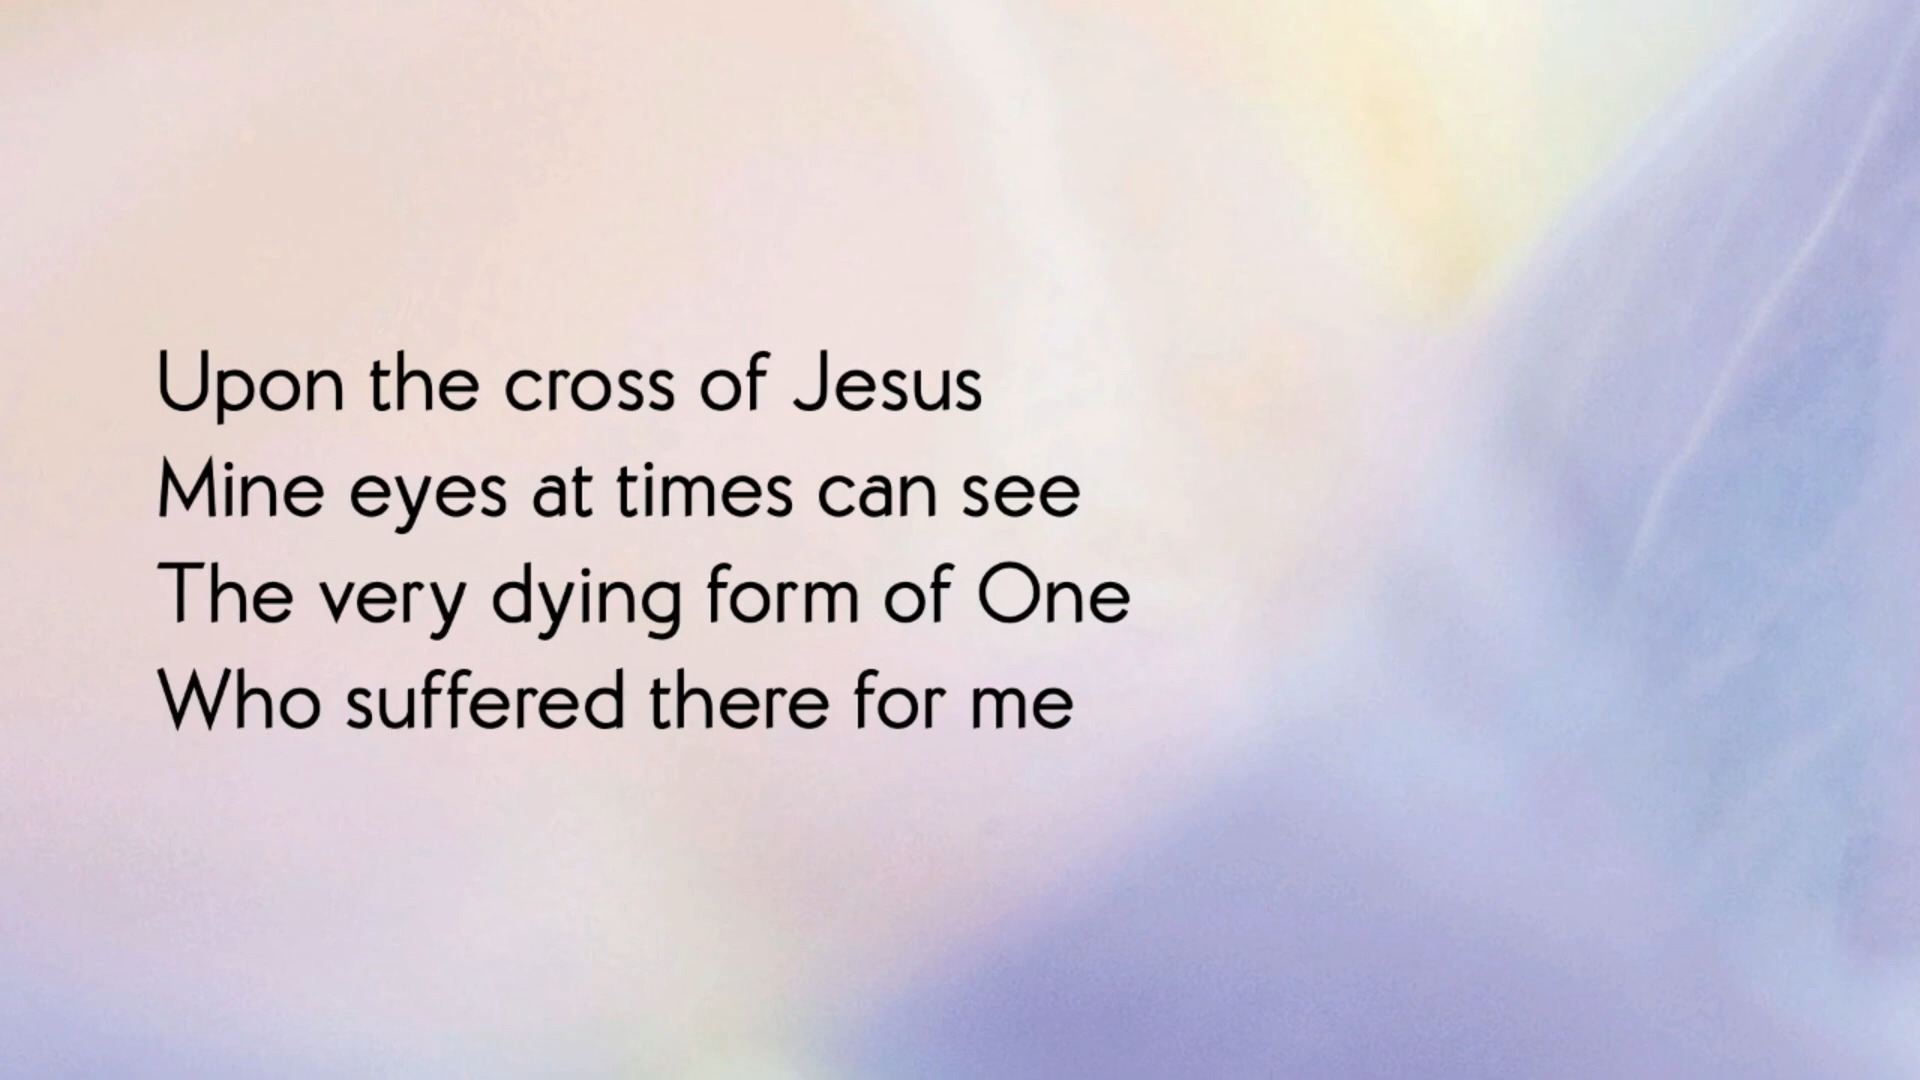 Upon the cross of Jesus
Mine eyes at times can see
The very dying form of One
Who suffered there for me